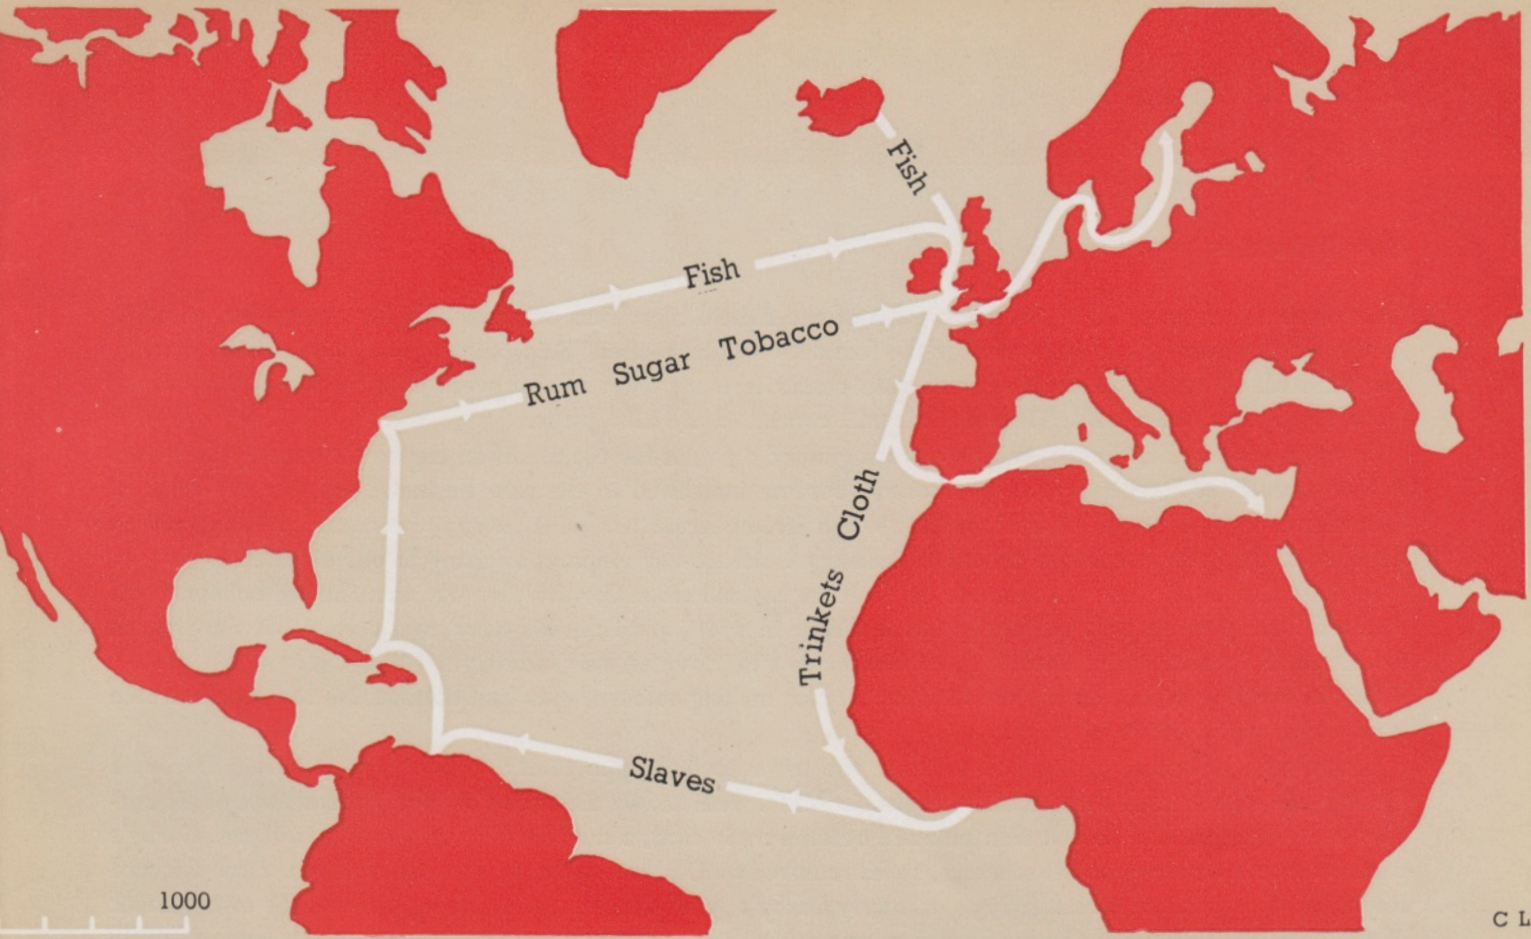 Fish
Fish
Rum Sugar Tobacco
Trinkets Cloth
Slaves
1000
C L